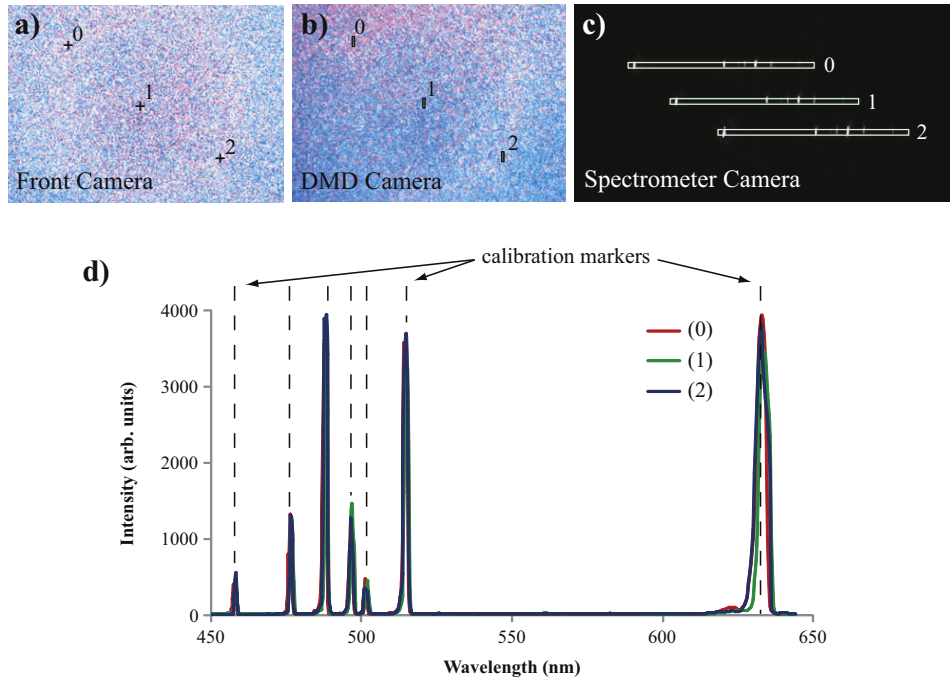 a)
0
1
2
Front Camera
b)
0
1
2
DMD Camera
c)
0
1
2
Spectrometer Camera
d)
calibration markers
4000
3000
2000
1000
0
Intensity (arb. units)
(0)
(1)
(2)
450 500 550 600 650
Wavelength (nm)